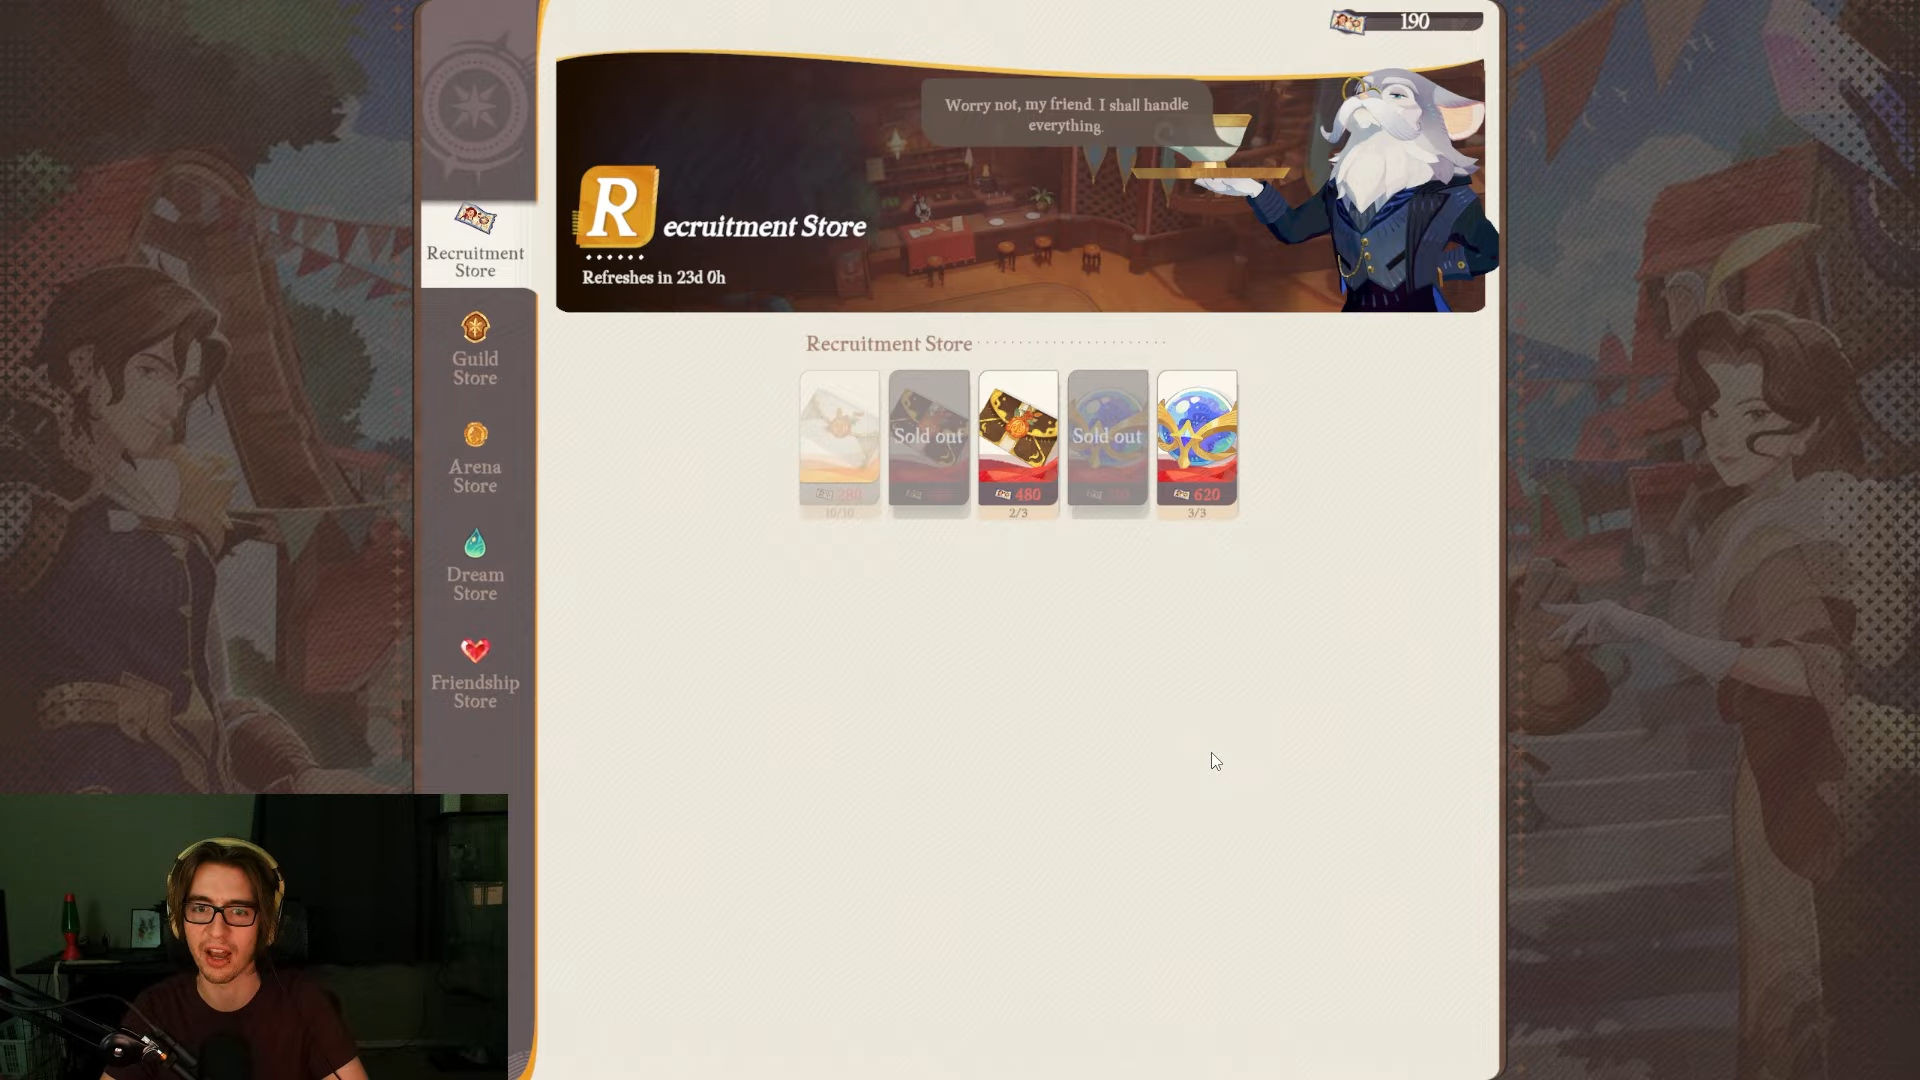 190
Worry not, my friend. I shall handle
everything.
Recruitment Store
Refreshes in 23d 0h
Recruitment
Store
Guild
Store
Arena
Store
Dream
Store
Friendship
Store
Recruitment Store
Sold out
Sold out
280
480
620
10/10
2/3
3/3